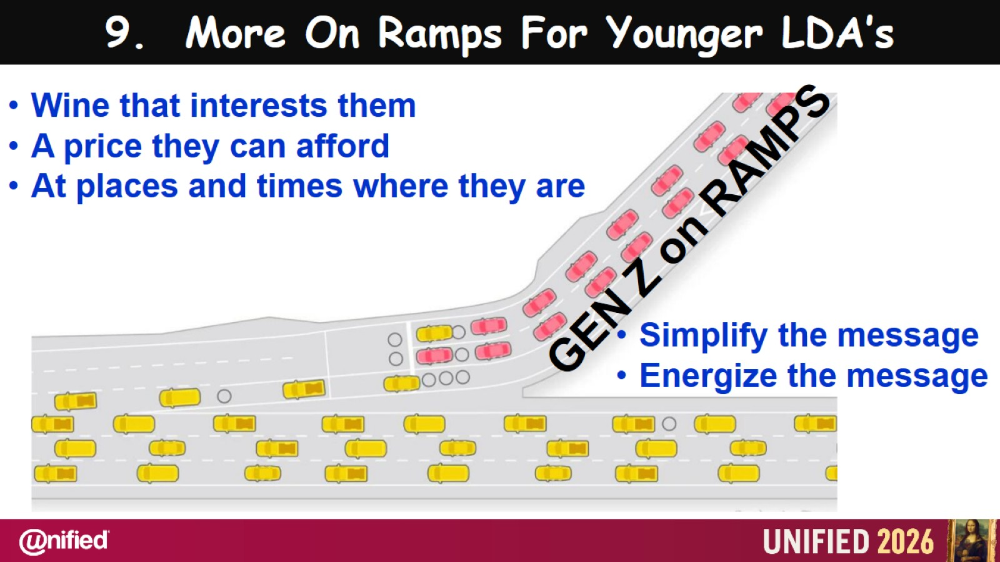 9. More On Ramps For Younger LDA's
• Wine that interests them
• A price they can afford
• At places and times where they are
GEN Z on RAMPS
• Simplify the message
• Energize the message
unified
UNIFIED 2026